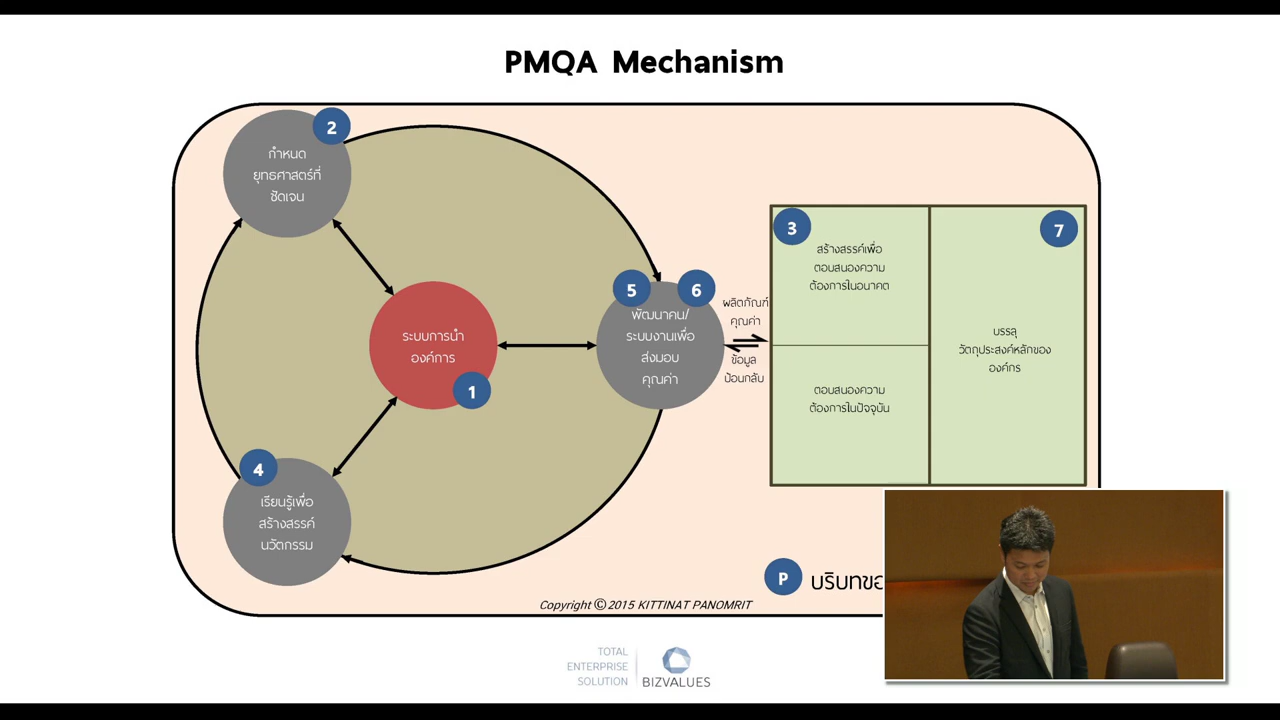 PMQA Mechanism
2
กำหนด
ยุทธศาสตร์ที่
ชัดเจน
ระบบการนำ
องค์การ
1
4
เรียนรู้เพื่อ
สร้างสรรค์
นวัตกรรม
5
6
พัฒนาคน/
ระบบงานเพื่อ
ส่งมอบ
คุณค่า
ผลิตภัณฑ์
คุณค่า
ข้อมูล
ป้อนกลับ
3
สร้างสรรค์เพื่อ
ตอบสนองความ
ต้องการในอนาคต
ตอบสนองความ
ต้องการในปัจจุบัน
7
บรรลุ
วัตถุประสงค์หลักของ
องค์กร
P
Copyright © 2015 KITTINAT PANOMRIT
TOTAL
ENTERPRISE
SOLUTION
BIZVALUES